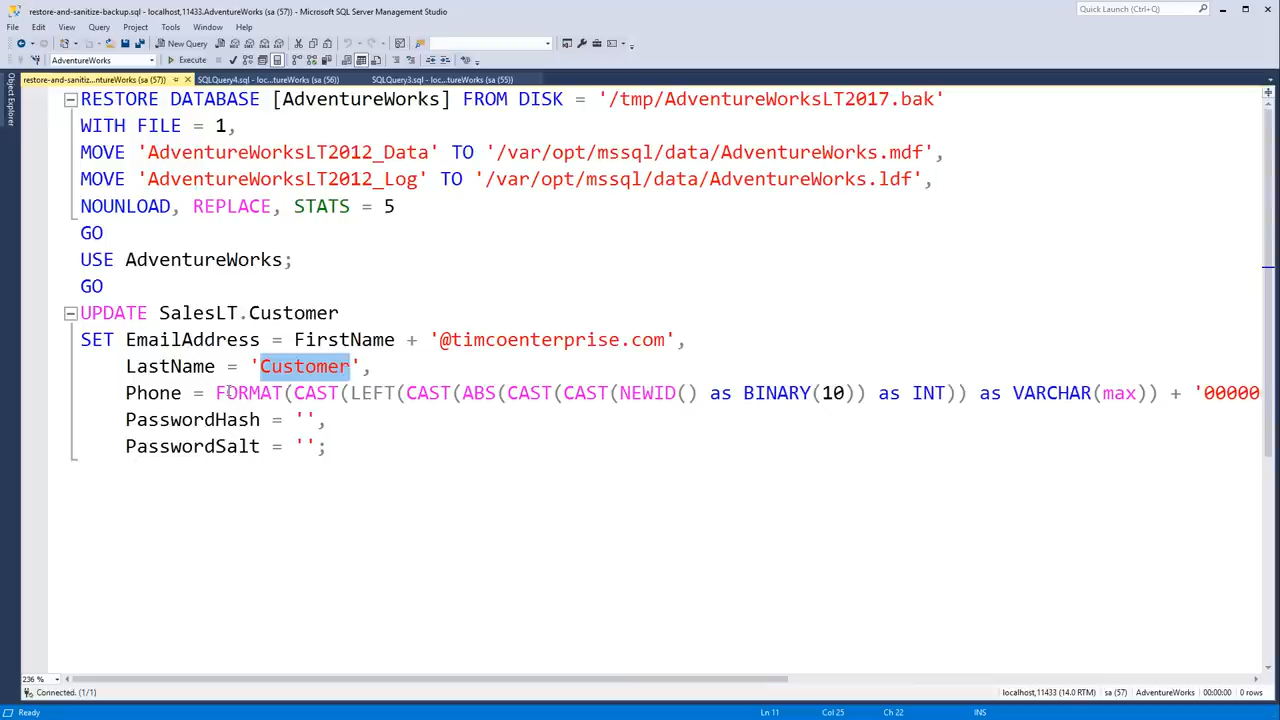 restore-and-sanitize-backup.sql - localhost,11433.AdventureWorks (sa (57)) - Microsoft SQL Server Management Studio
Quick Launch (Ctrl+Q)
File Edit View Query Project Tools Window Help
New Query
AdventureWorks Execute
restore-and-sanitiz...ntureWorks (sa (57)) SQLQuery4.sql - loc...tureWorks (sa (56)) SQLQuery3.sql - loc...tureWorks (sa (55))
Object Explorer
RESTORE DATABASE [AdventureWorks] FROM DISK = '/tmp/AdventureWorksLT2017.bak'
WITH FILE = 1,
MOVE 'AdventureWorksLT2012_Data' TO '/var/opt/mssql/data/AdventureWorks.mdf',
MOVE 'AdventureWorksLT2012_Log' TO '/var/opt/mssql/data/AdventureWorks.ldf',
NOUNLOAD, REPLACE, STATS = 5
GO
USE AdventureWorks;
GO
UPDATE SalesLT.Customer
SET EmailAddress = FirstName + '@timcoenterprise.com',
LastName = 'Customer',
Phone = FORMAT(CAST(LEFT(CAST(ABS(CAST(CAST(NEWID() as BINARY(10)) as INT)) as VARCHAR(max)) + '00000
PasswordHash = '',
PasswordSalt = '';
236 %
Connected. (1/1) localhost,11433 (14.0 RTM) sa (57) AdventureWorks 00:00:00 0 rows
Ready Ln 11 Col 25 Ch 22 INS